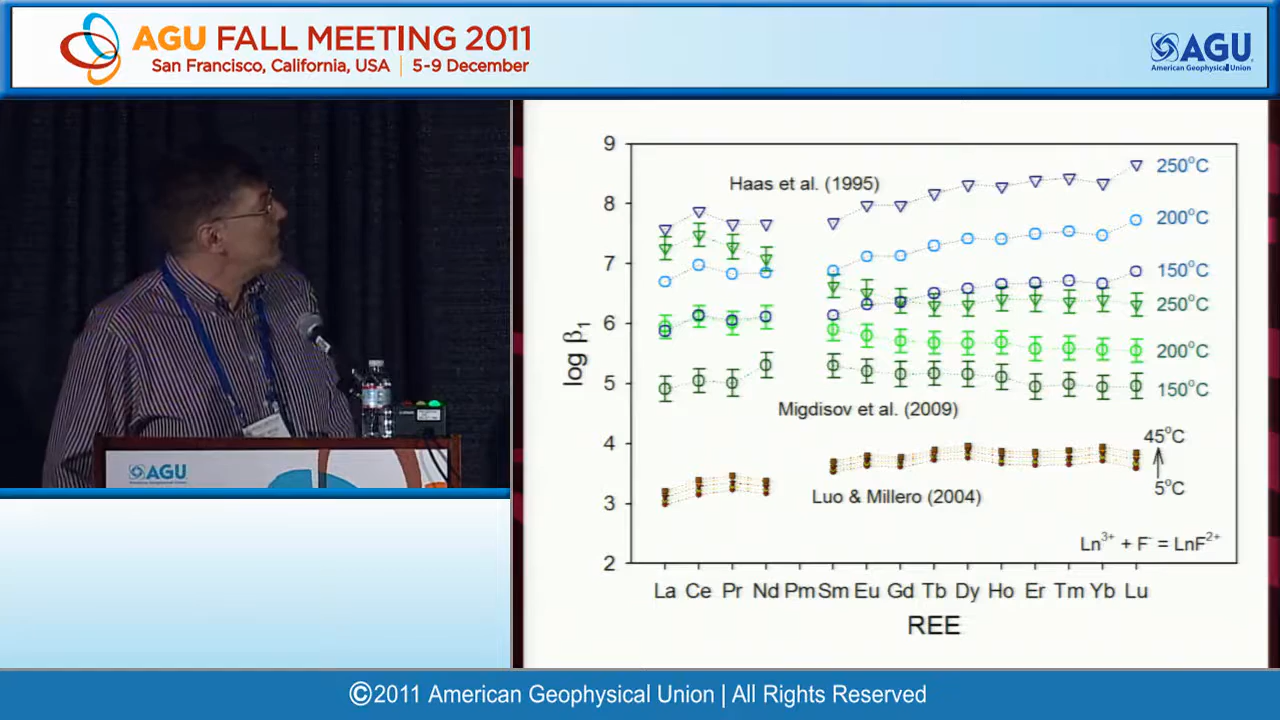 AGU FALL MEETING 2011
San Francisco, California, USA | 5-9 December
AGU
American Geophysical Union
AGU
9
8
7
6
5
4
3
2
log β1
Haas et al. (1995)
250°C
200°C
150°C
250°C
200°C
150°C
Migdisov et al. (2009)
45°C
5°C
Luo & Millero (2004)
Ln3+ + F- = LnF2+
La Ce Pr Nd Pm Sm Eu Gd Tb Dy Ho Er Tm Yb Lu
REE
©2011 American Geophysical Union | All Rights Reserved